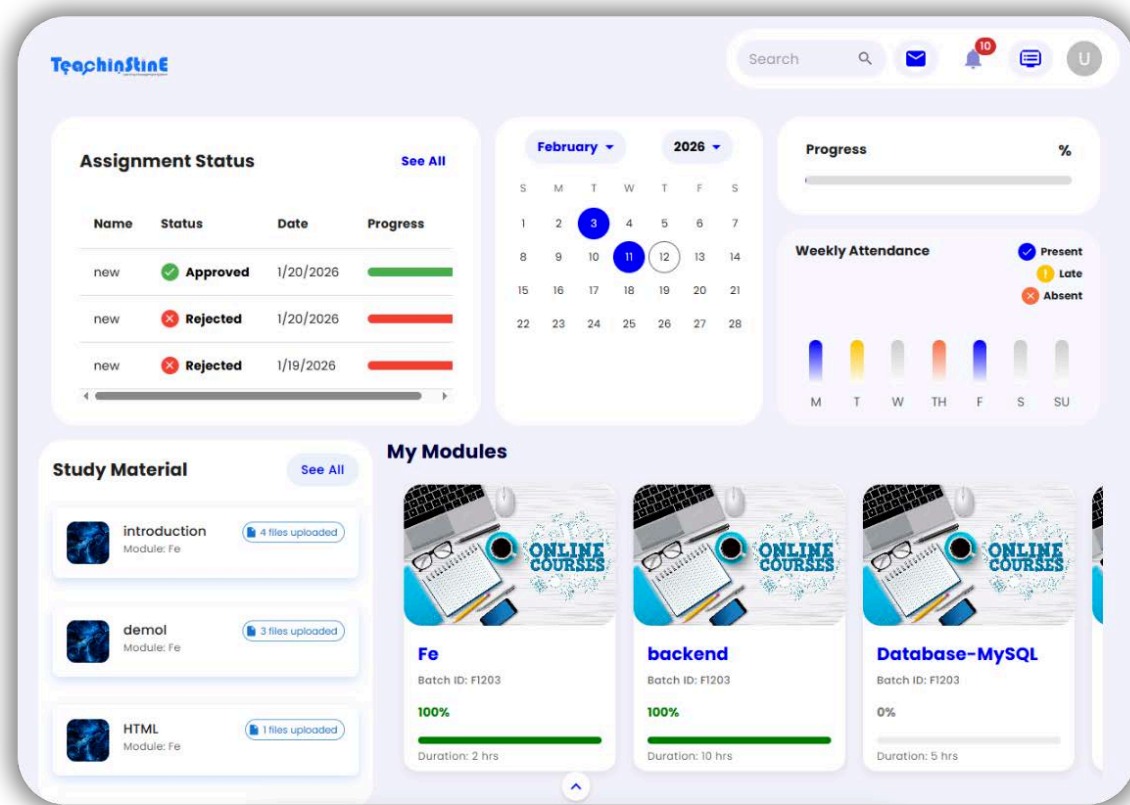 TeachinstinE
Search
10
U
Assignment Status
See All
Name Status Date Progress
new Approved 1/20/2026
new Rejected 1/20/2026
new Rejected 1/19/2026
February 2026
S M T W T F S
1 2 3 4 5 6 7
8 9 10 11 12 13 14
15 16 17 18 19 20 21
22 23 24 25 26 27 28
Progress %
Weekly Attendance
Present
Late
Absent
M T W TH F S SU
Study Material
See All
introduction
Module: Fe
4 files uploaded
demo1
Module: Fe
3 files uploaded
HTML
Module: Fe
1 files uploaded
My Modules
ONLINE
COURSES
Fe
Batch ID: F1203
100%
Duration: 2 hrs
ONLINE
COURSES
backend
Batch ID: F1203
100%
Duration: 10 hrs
ONLINE
COURSES
Database-MySQL
Batch ID: F1203
0%
Duration: 5 hrs